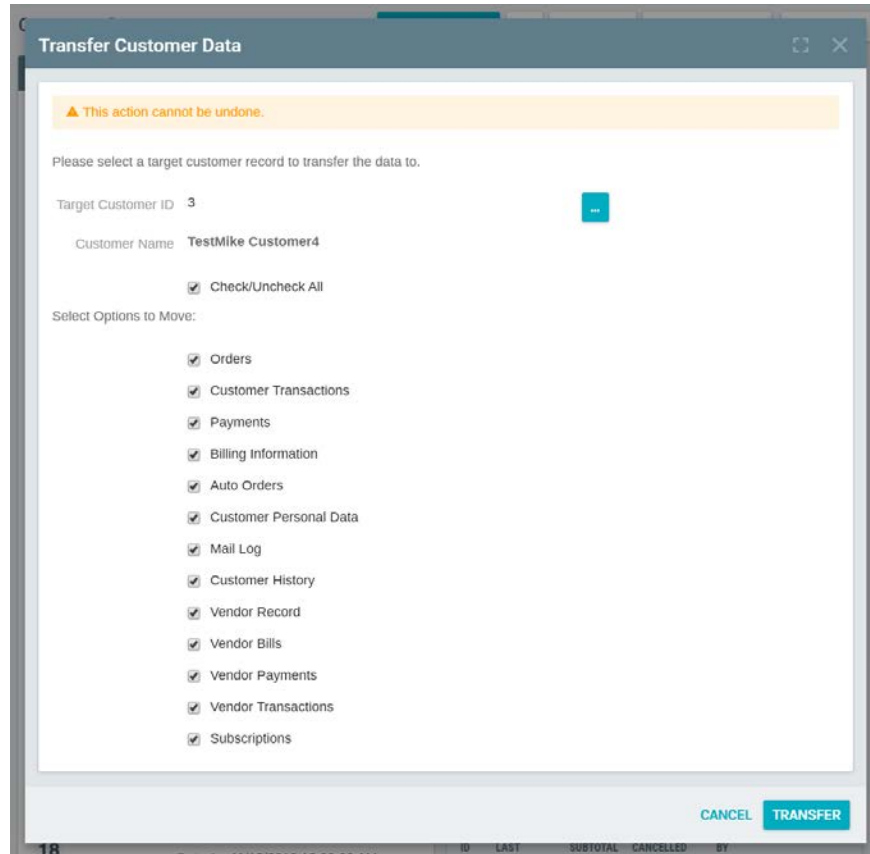 Transfer Customer Data
This action cannot be undone.
Please select a target customer record to transfer the data to.
Target Customer ID 3
...
Customer Name TestMike Customer4
Check/Uncheck All
Select Options to Move:
Orders
Customer Transactions
Payments
Billing Information
Auto Orders
Customer Personal Data
Mail Log
Customer History
Vendor Record
Vendor Bills
Vendor Payments
Vendor Transactions
Subscriptions
CANCEL TRANSFER
18 ID LAST SUBTOTAL CANCELLED BY